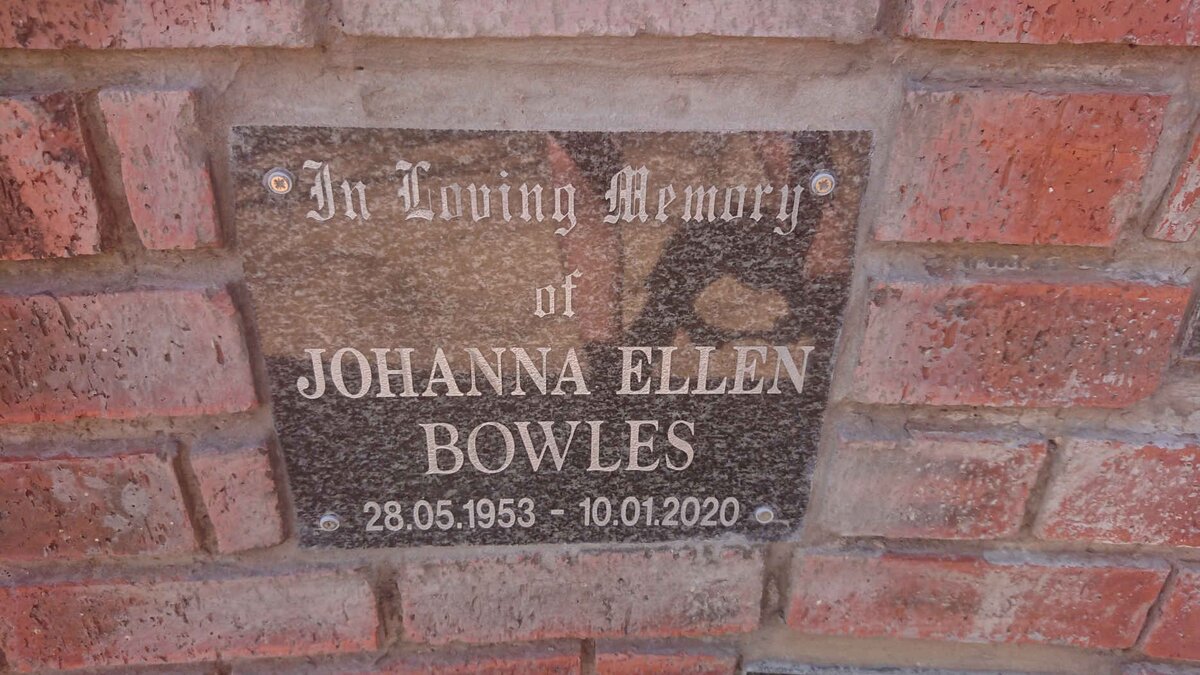 In Loving Memory
of
JOHANNA ELLEN
BOWLES
28.05.1953 - 10.01.2020